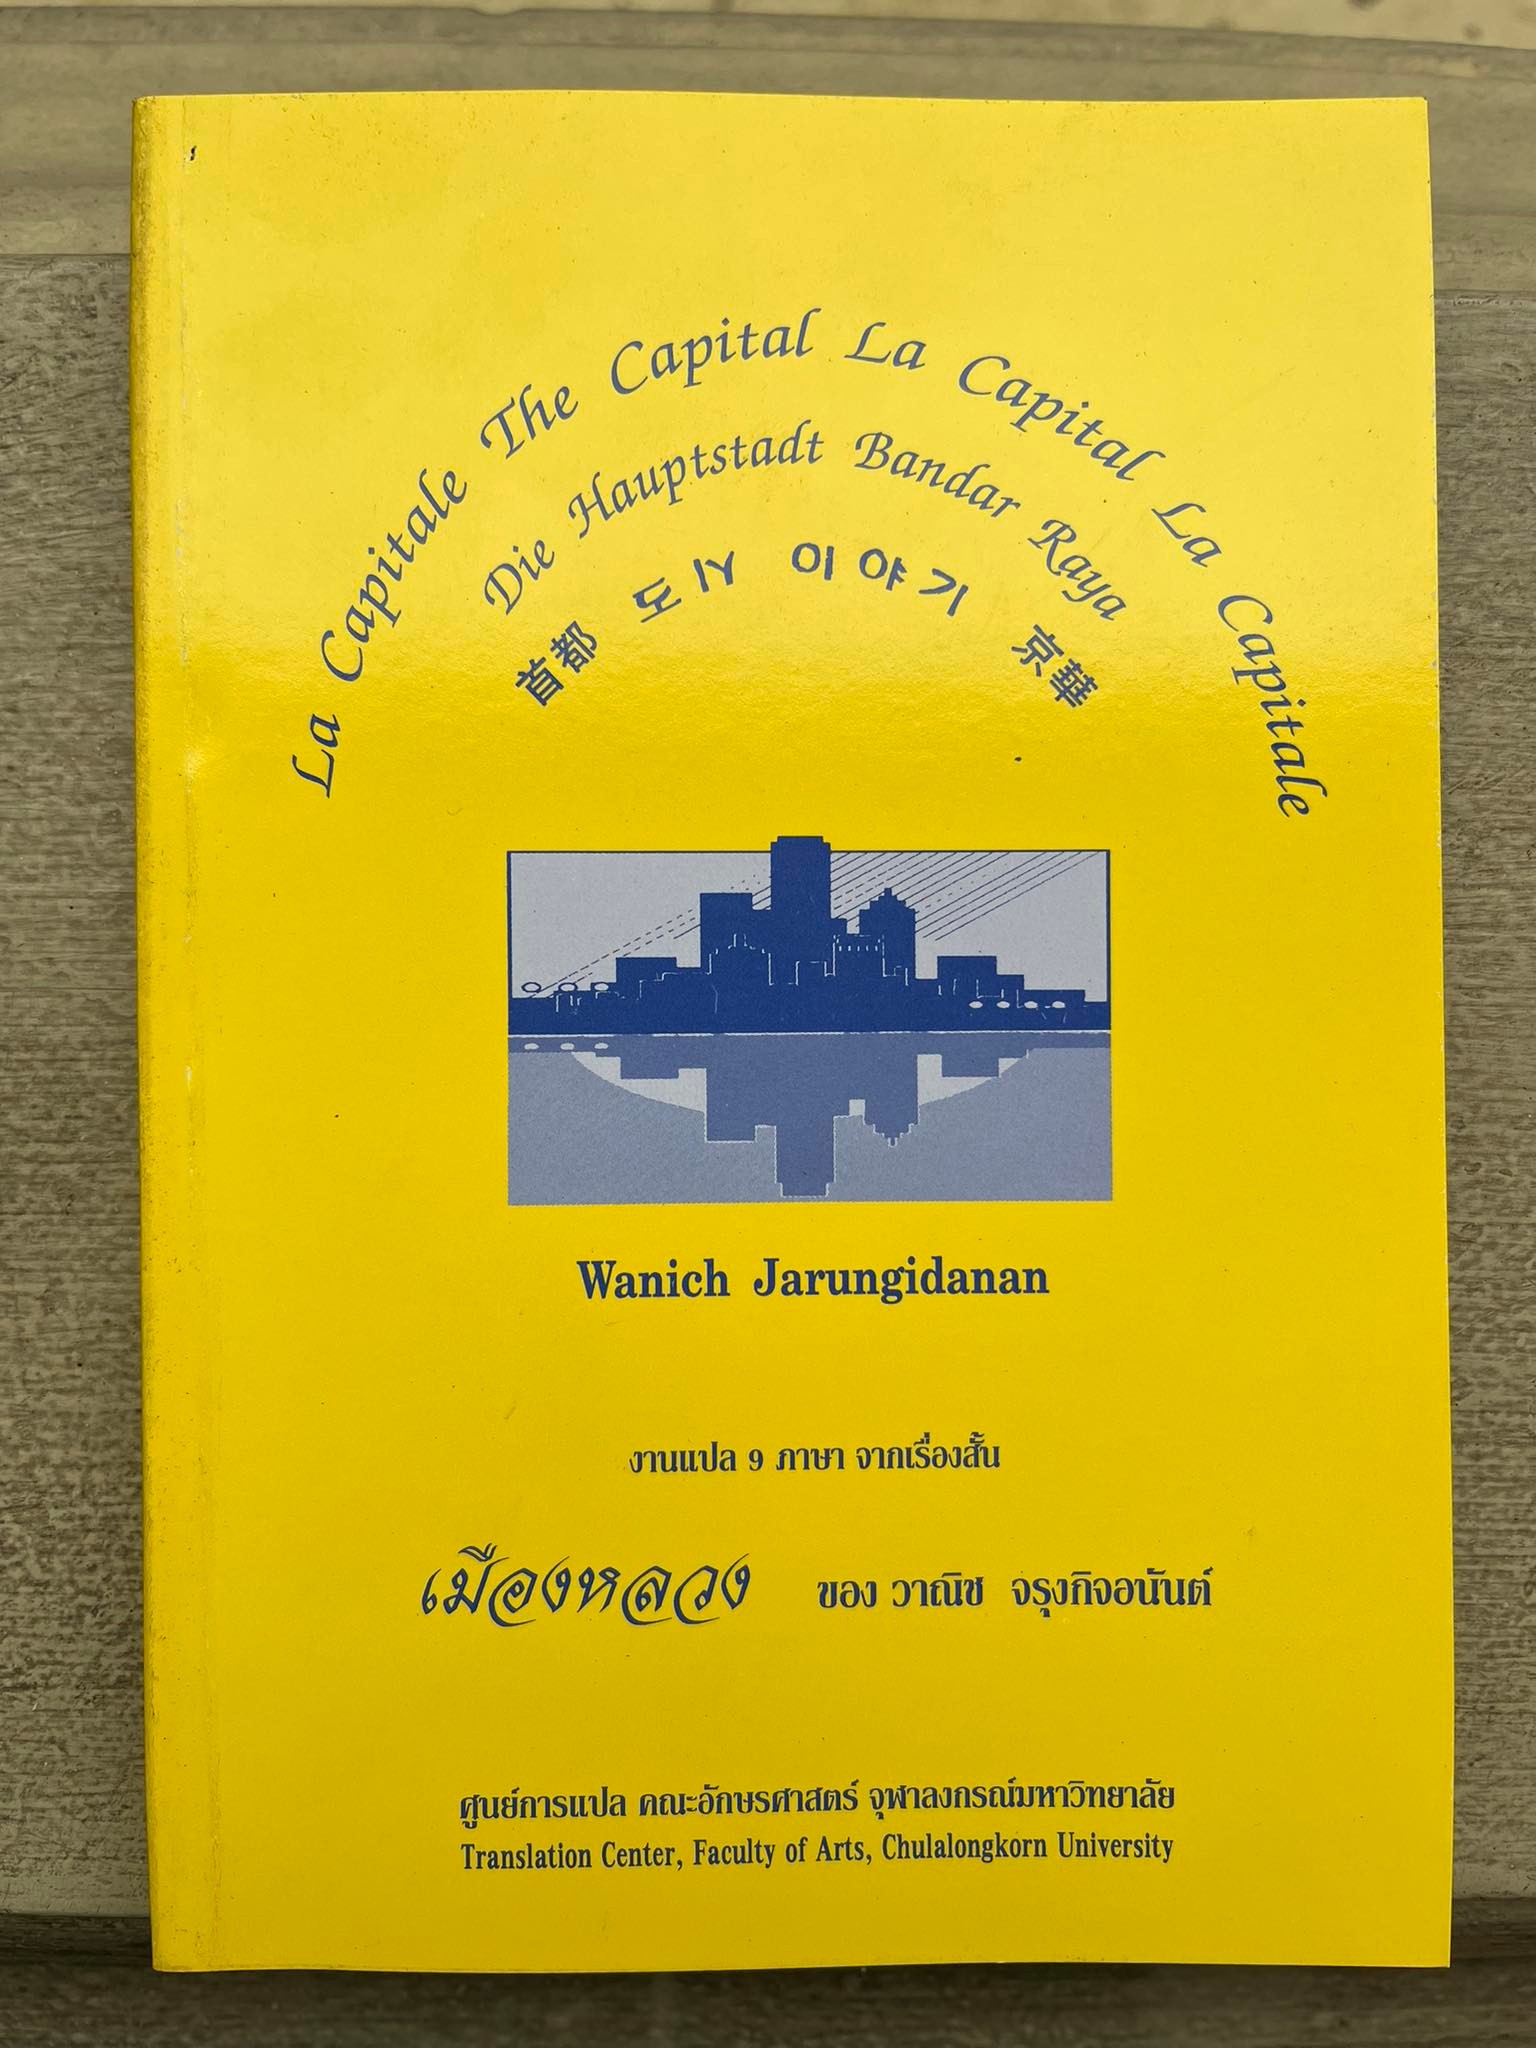 La Capitale The Capital La Capital La Capitale
Die Hauptstadt Bandar Raya
首都 도시 이야기 京華
Wanich Jarungidanan
งานแปล 9 ภาษา จากเรื่องสั้น
เมืองหลวง ของ วาณิช จรุงกิจอนันต์
ศูนย์การแปล คณะอักษรศาสตร์ จุฬาลงกรณ์มหาวิทยาลัย
Translation Center, Faculty of Arts, Chulalongkorn University